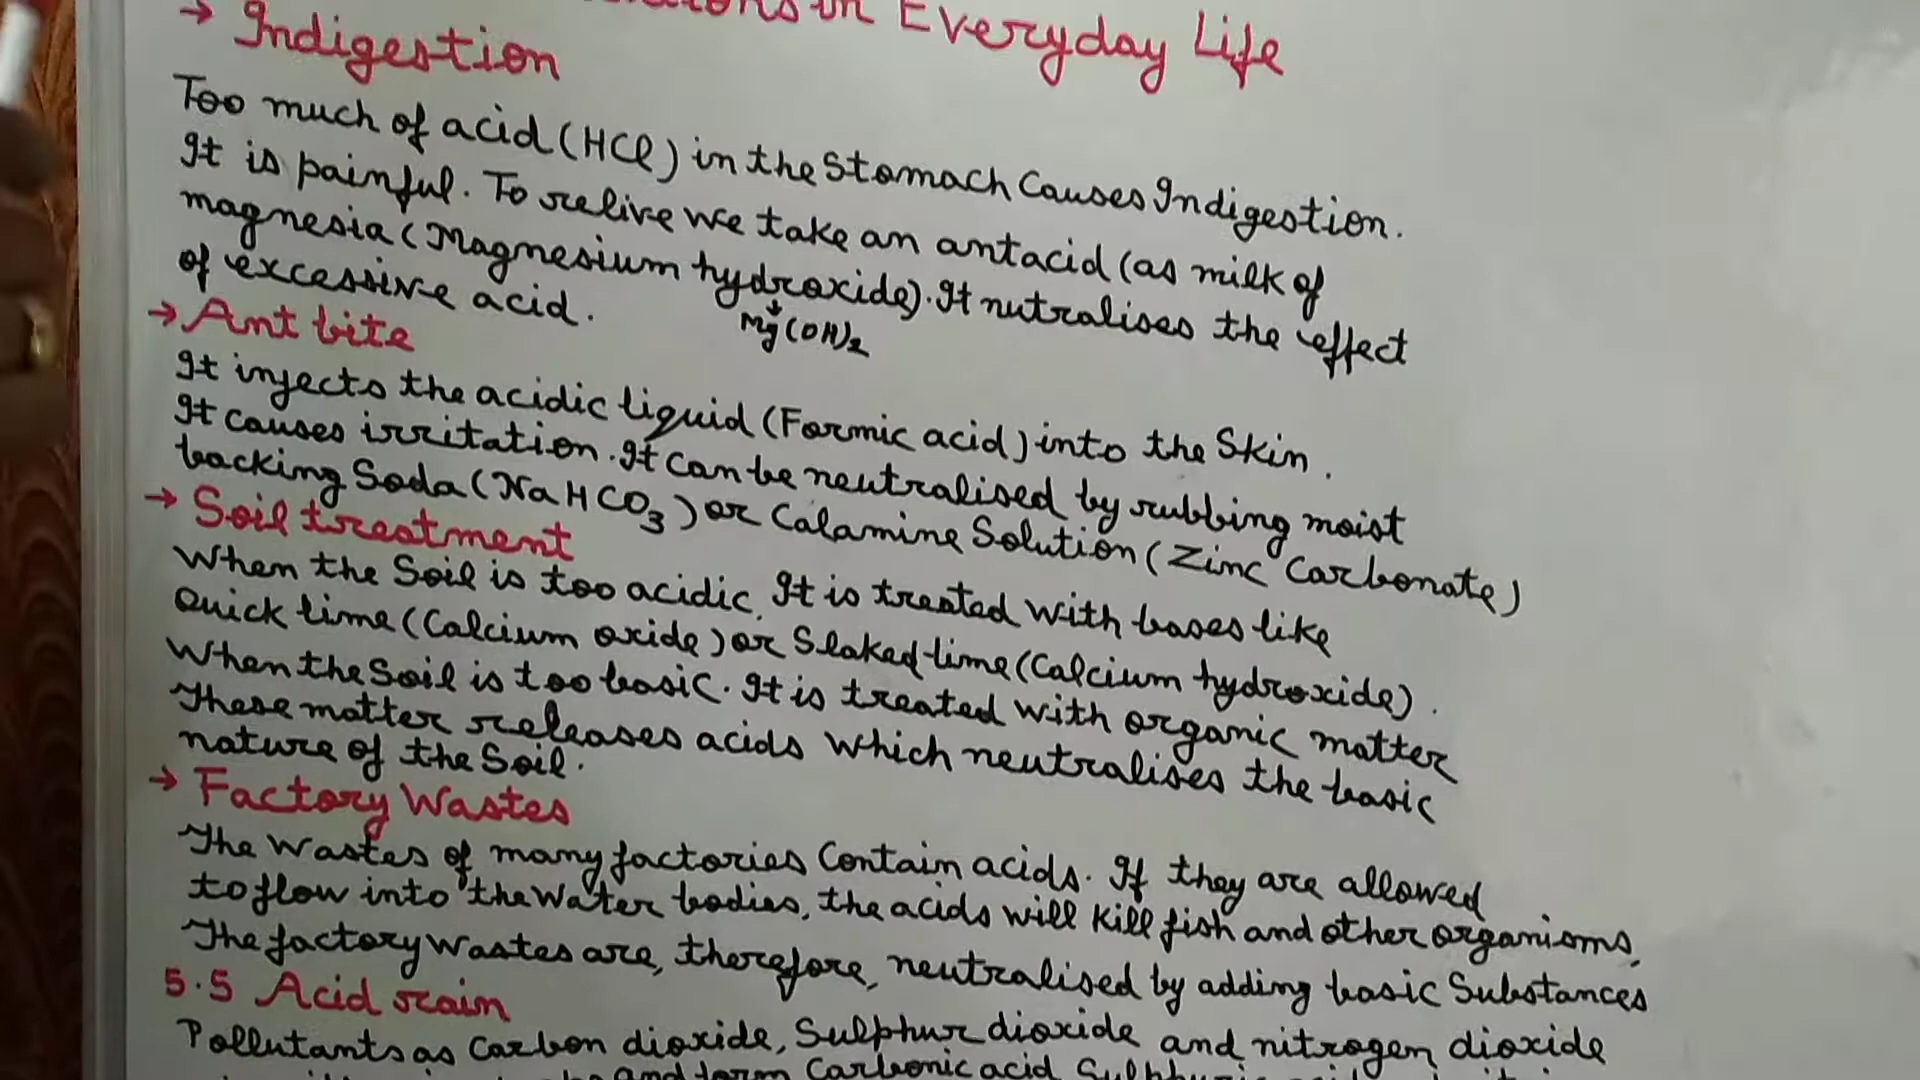 in Everyday Life
→ Indigestion
Too much of acid (HCl) in the Stomach Causes Indigestion.
It is painful. To relive we take an antacid (as milk of
magnesia (Magnesium hydroxide). It nutralises the effect
of excessive acid.
Mg(OH)2
→ Ant bite
It injects the acidic liquid (Formic acid) into the Skin.
It causes irritation. It can be neutralised by rubbing moist
backing Soda (NaHCO3) or Calamine Solution (Zinc Carbonate)
→ Soil treatment
When the Soil is too acidic, It is treated with bases like
Quick lime (Calcium oxide) or Slaked lime (Calcium hydroxide).
When the Soil is too basic. It is treated with organic matter
These matter releases acids which neutralises the basic
nature of the Soil.
→ Factory Wastes
The wastes of many factories Contain acids. If they are allowed
to flow into the Water bodies, the acids will kill fish and other organisms,
The factory wastes are, therefore, neutralised by adding basic Substances
5.5 Acid rain
Pollutants as Carbon dioxide, Sulphur dioxide and nitrogen dioxide
and form Carbonic acid